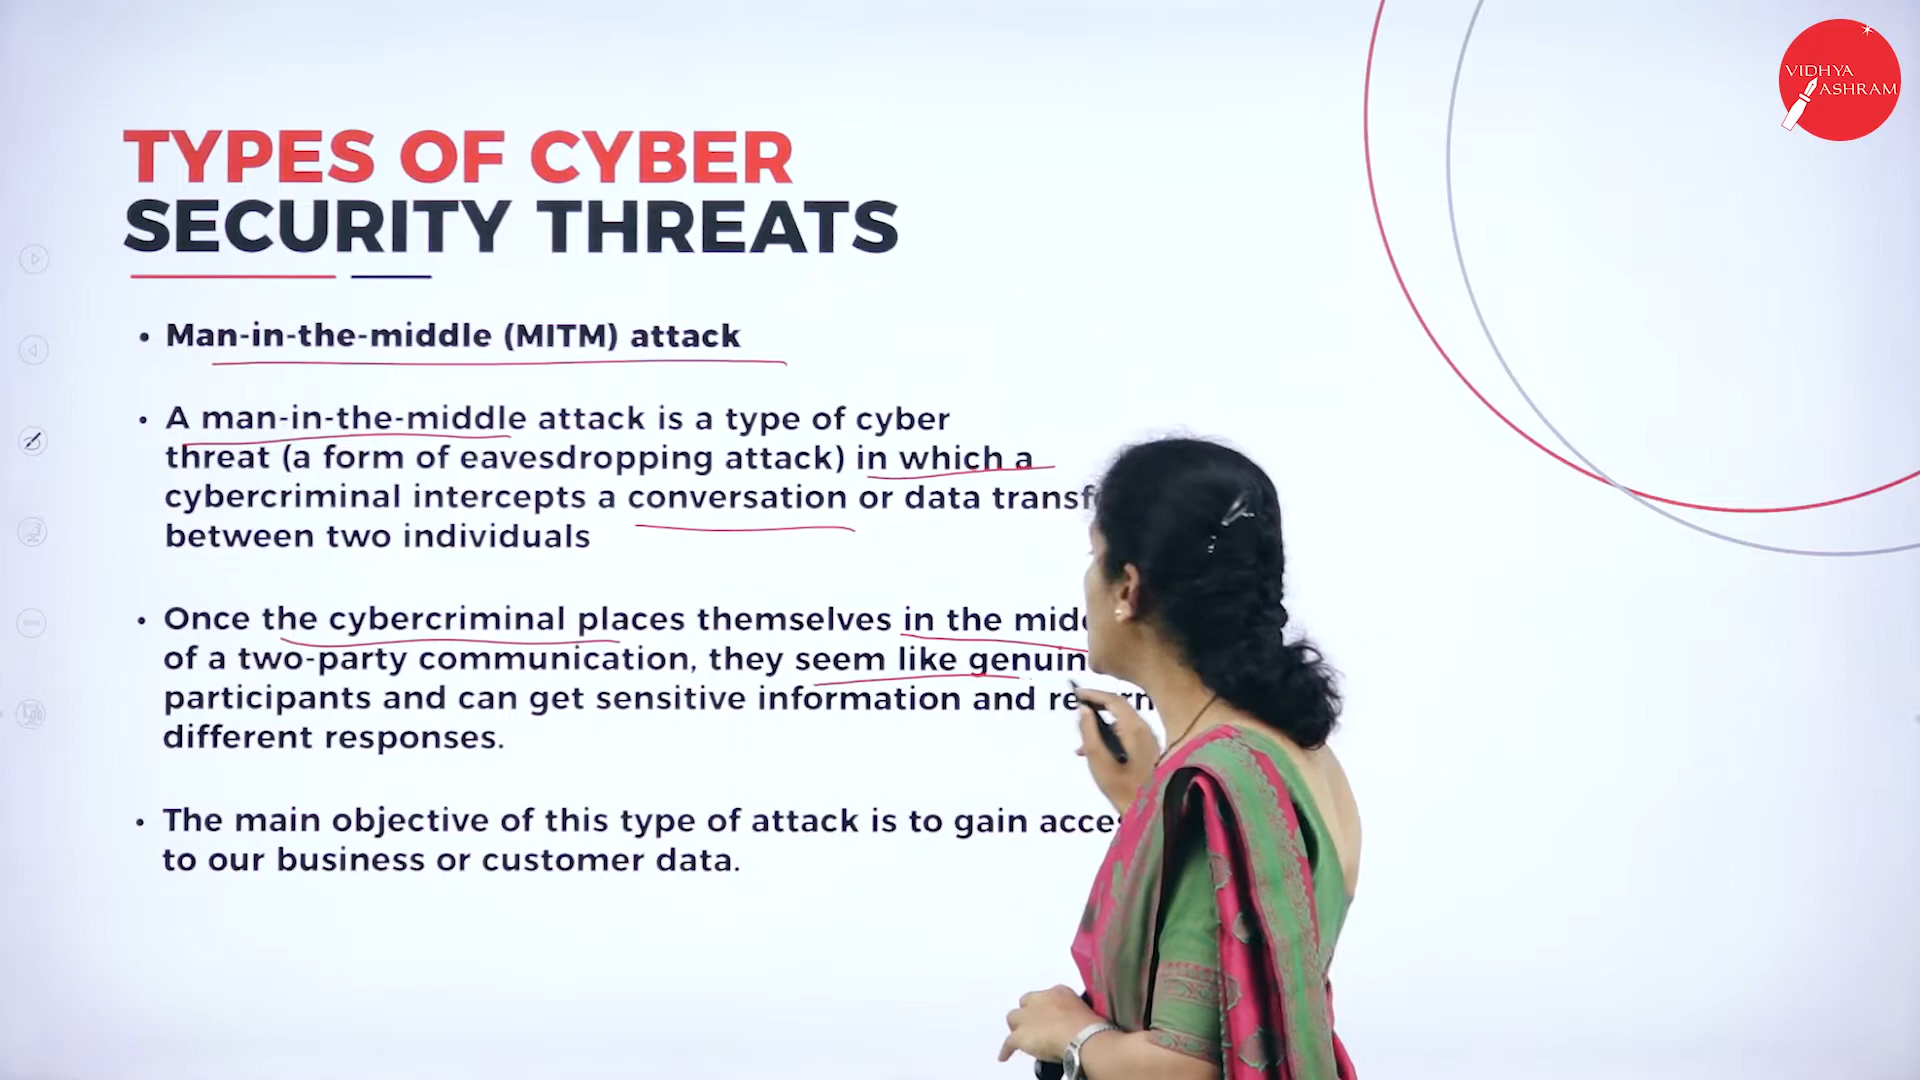 VIDHYA
ASHRAM
TYPES OF CYBER
SECURITY THREATS
• Man-in-the-middle (MITM) attack
• A man-in-the-middle attack is a type of cyber
threat (a form of eavesdropping attack) in which a
cybercriminal intercepts a conversation or data
between two individuals
• Once the cybercriminal places themselves in the
of a two-party communication, they seem like
participants and can get sensitive information and
different responses.
• The main objective of this type of attack is to gain
to our business or customer data.